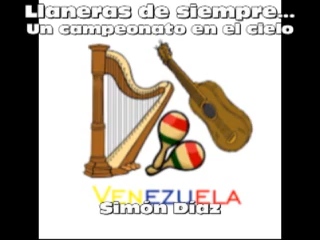 Llaneras de siempre...
Un campeonato en el cielo
VENEZUELA
Simón Díaz